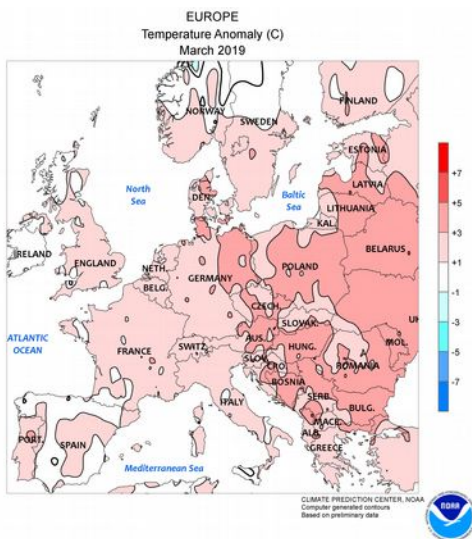 EUROPE
Temperature Anomaly (C)
March 2019
FINLAND
NORWAY
SWEDEN
ESTONIA
North
Sea
Baltic
Sea
LATVIA
DEN.
LITHUANIA
KAL.
IRELAND
ENGLAND
NETH.
BELG.
GERMANY
POLAND
BELARUS
CZECH.
SLOVAK.
UK
ATLANTIC
OCEAN
FRANCE
SWITZ.
AUS.
HUNG.
MOL.
SLOV.
CRO.
ROMANIA
BOSNIA
SERB.
ITALY
BULG.
MACE.
ALB.
GREECE
PORT.
SPAIN
Mediterranean Sea
+7
+5
+3
+1
-1
-3
-5
-7
CLIMATE PREDICTION CENTER, NOAA
Computer generated contours
Based on preliminary data
NOAA